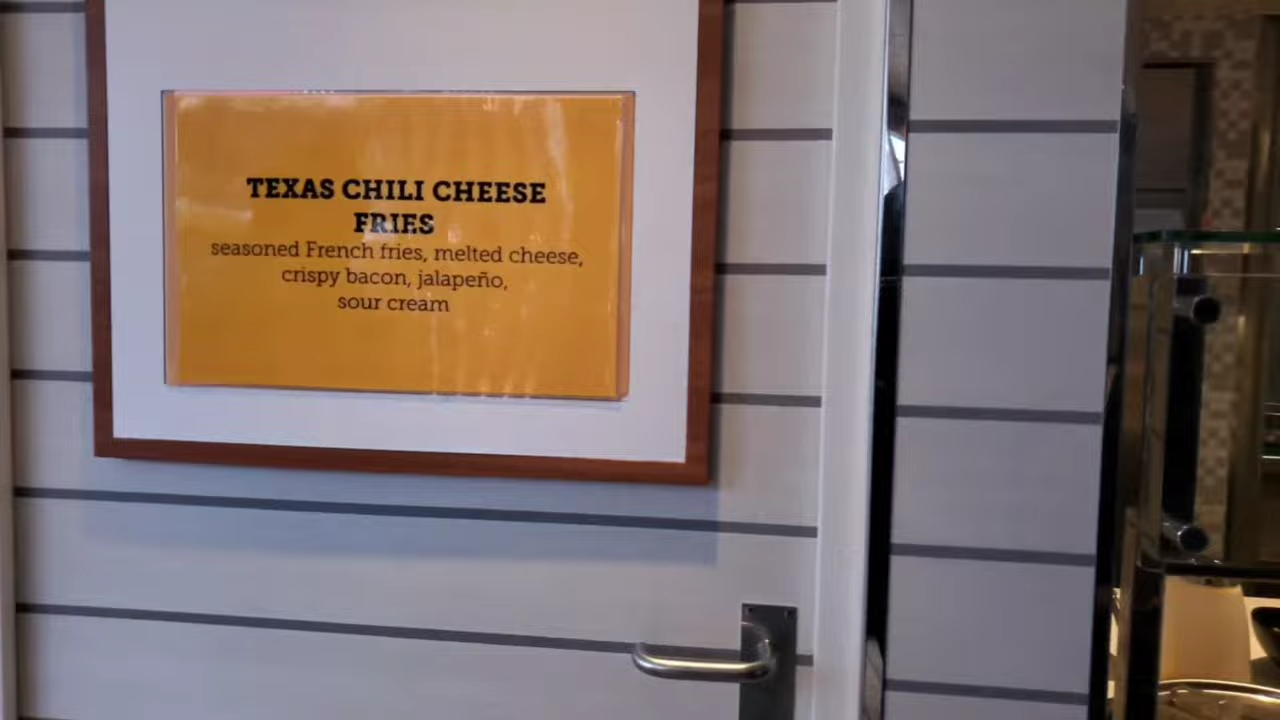 TEXAS CHILI CHEESE
FRIES
seasoned French fries, melted cheese,
crispy bacon, jalapeño,
sour cream